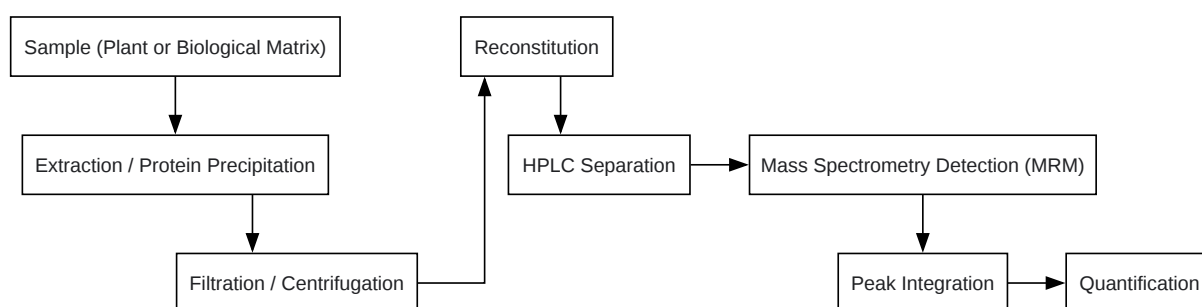 Sample (Plant or Biological Matrix)
Extraction / Protein Precipitation
Filtration / Centrifugation
Reconstitution
HPLC Separation
Mass Spectrometry Detection (MRM)
Peak Integration
Quantification